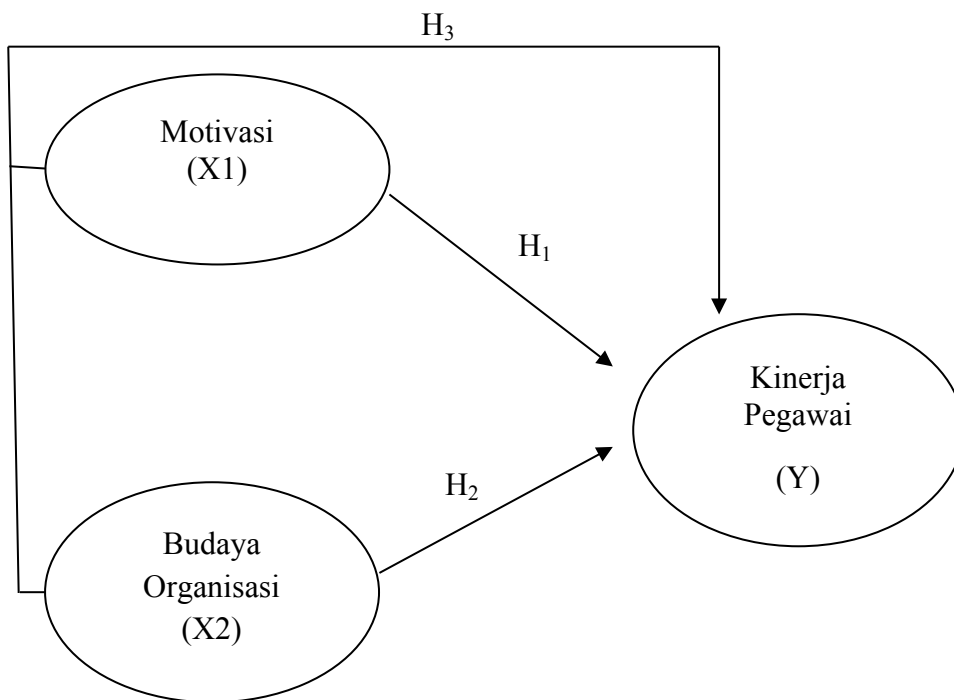 H₃
Motivasi
(X1)
H₁
Kinerja
Pegawai
(Y)
H₂
Budaya
Organisasi
(X2)